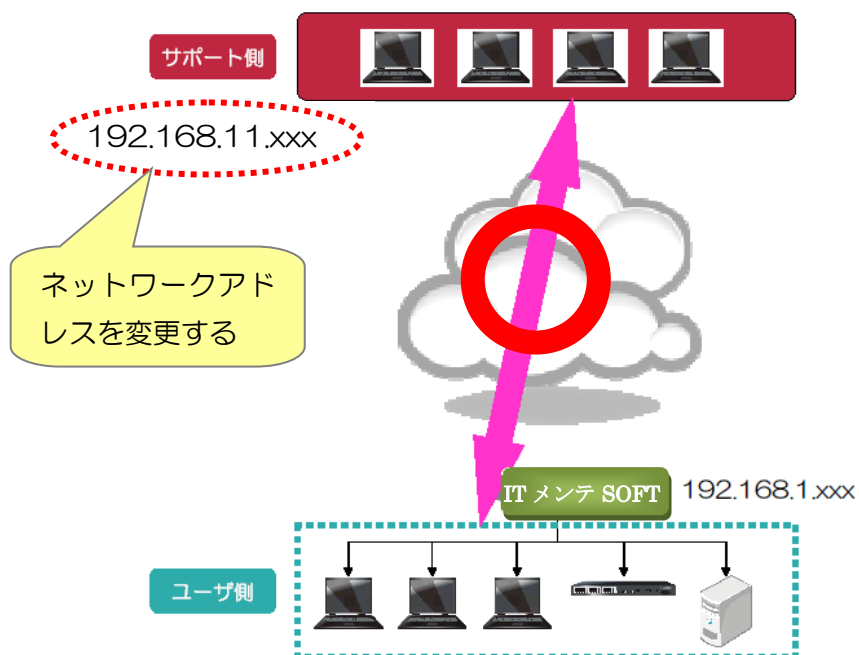 サポート側
192.168.11.xxx
ネットワークアド
レスを変更する
IT メンテ SOFT
192.168.1.xxx
ユーザ側